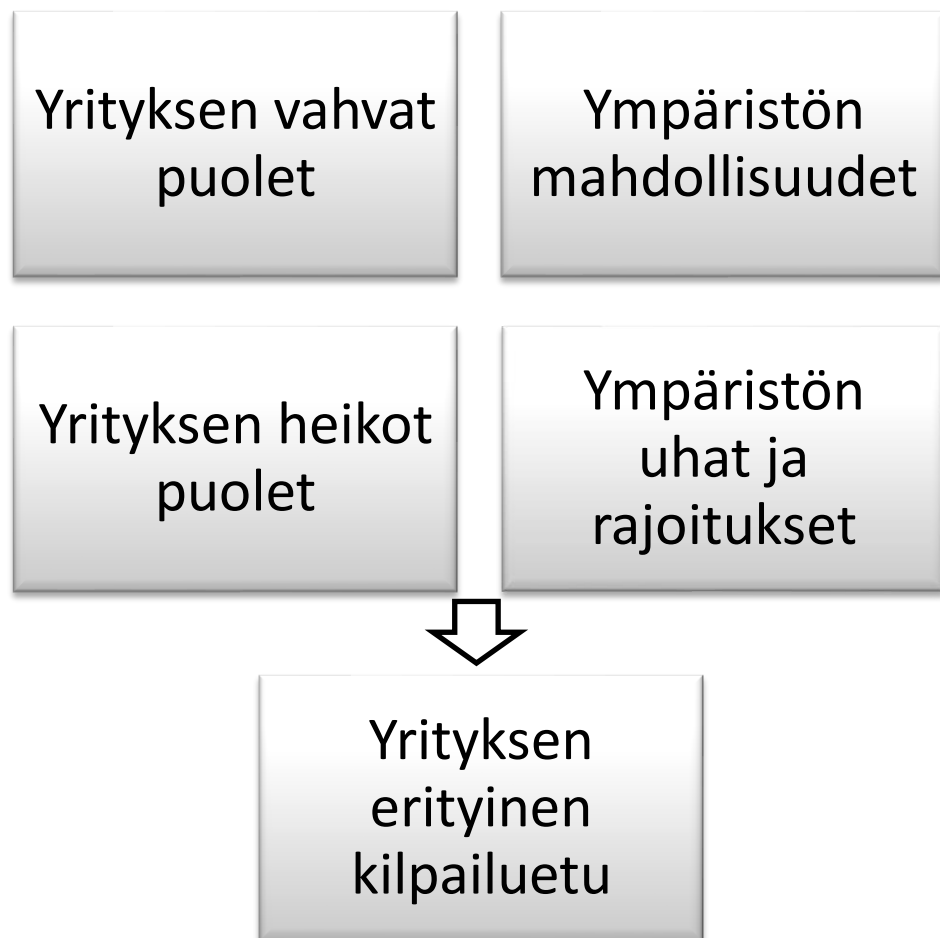 Yrityksen vahvat
puolet
Ympäristön
mahdollisuudet
Yrityksen heikot
puolet
Ympäristön
uhat ja
rajoitukset
Yrityksen
erityinen
kilpailuetu